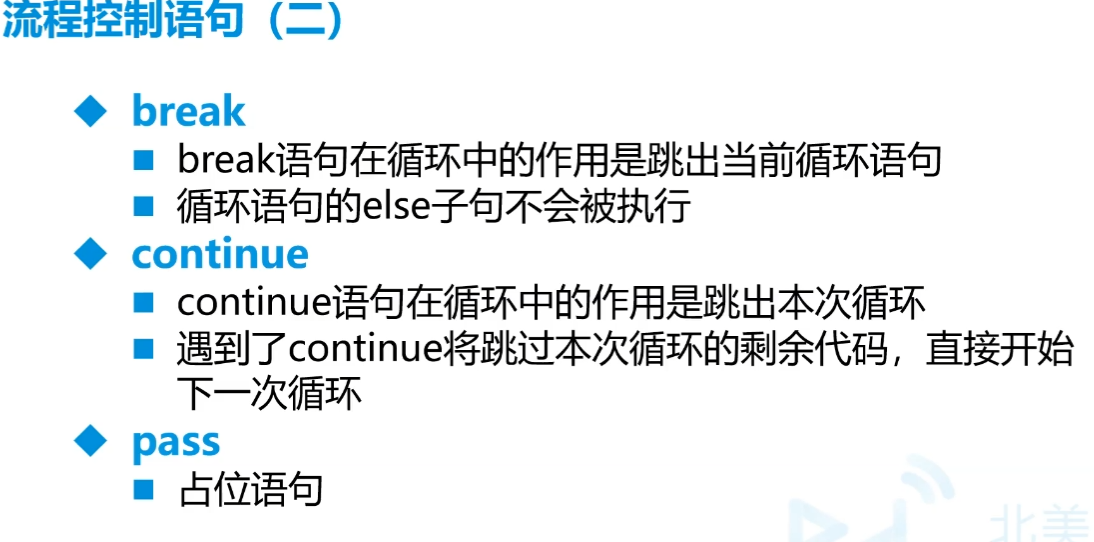 流程控制语句（二）
break
break语句在循环中的作用是跳出当前循环语句
循环语句的else子句不会被执行
continue
continue语句在循环中的作用是跳出本次循环
遇到了continue将跳过本次循环的剩余代码，直接开始
下一次循环
pass
占位语句
北美